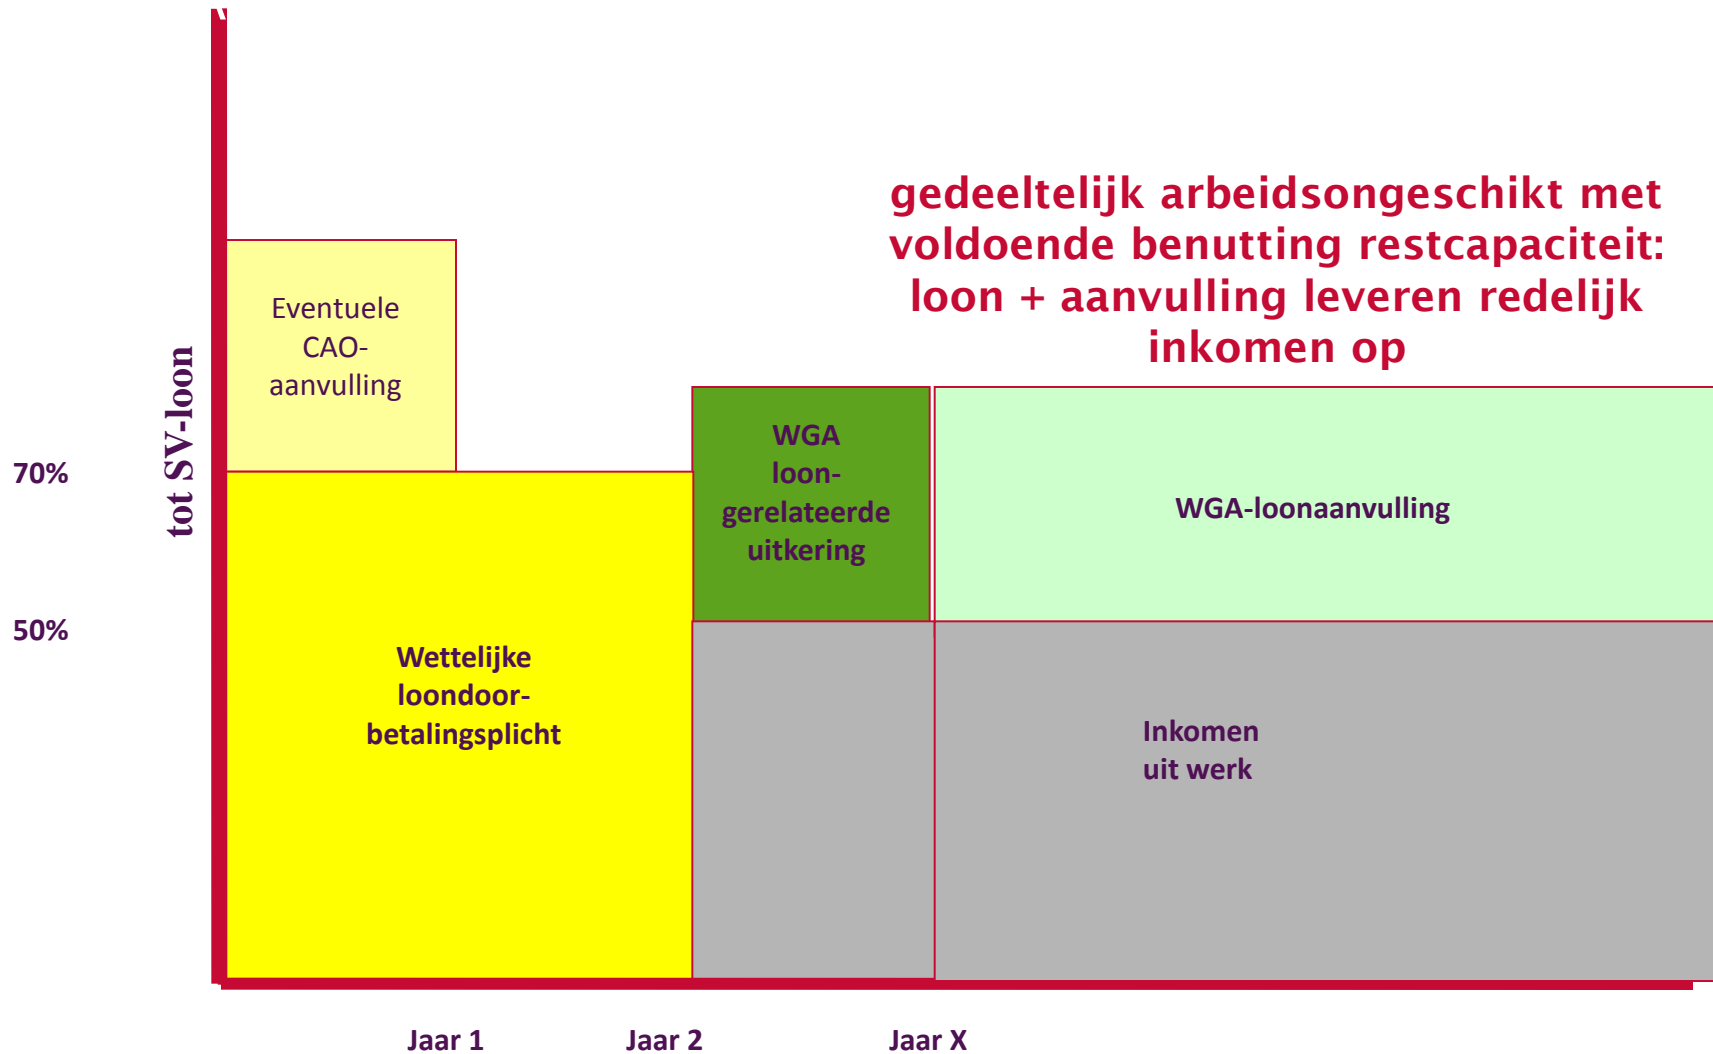 gedeeltelijk arbeidsongeschikt met
voldoende benutting restcapaciteit:
loon + aanvulling leveren redelijk
inkomen op
tot SV-loon
70%
50%
Eventuele
CAO-
aanvulling
Wettelijke
loondoor-
betalingsplicht
WGA
loon-
gerelateerde
uitkering
WGA-loonaanvulling
Inkomen
uit werk
Jaar 1
Jaar 2
Jaar X